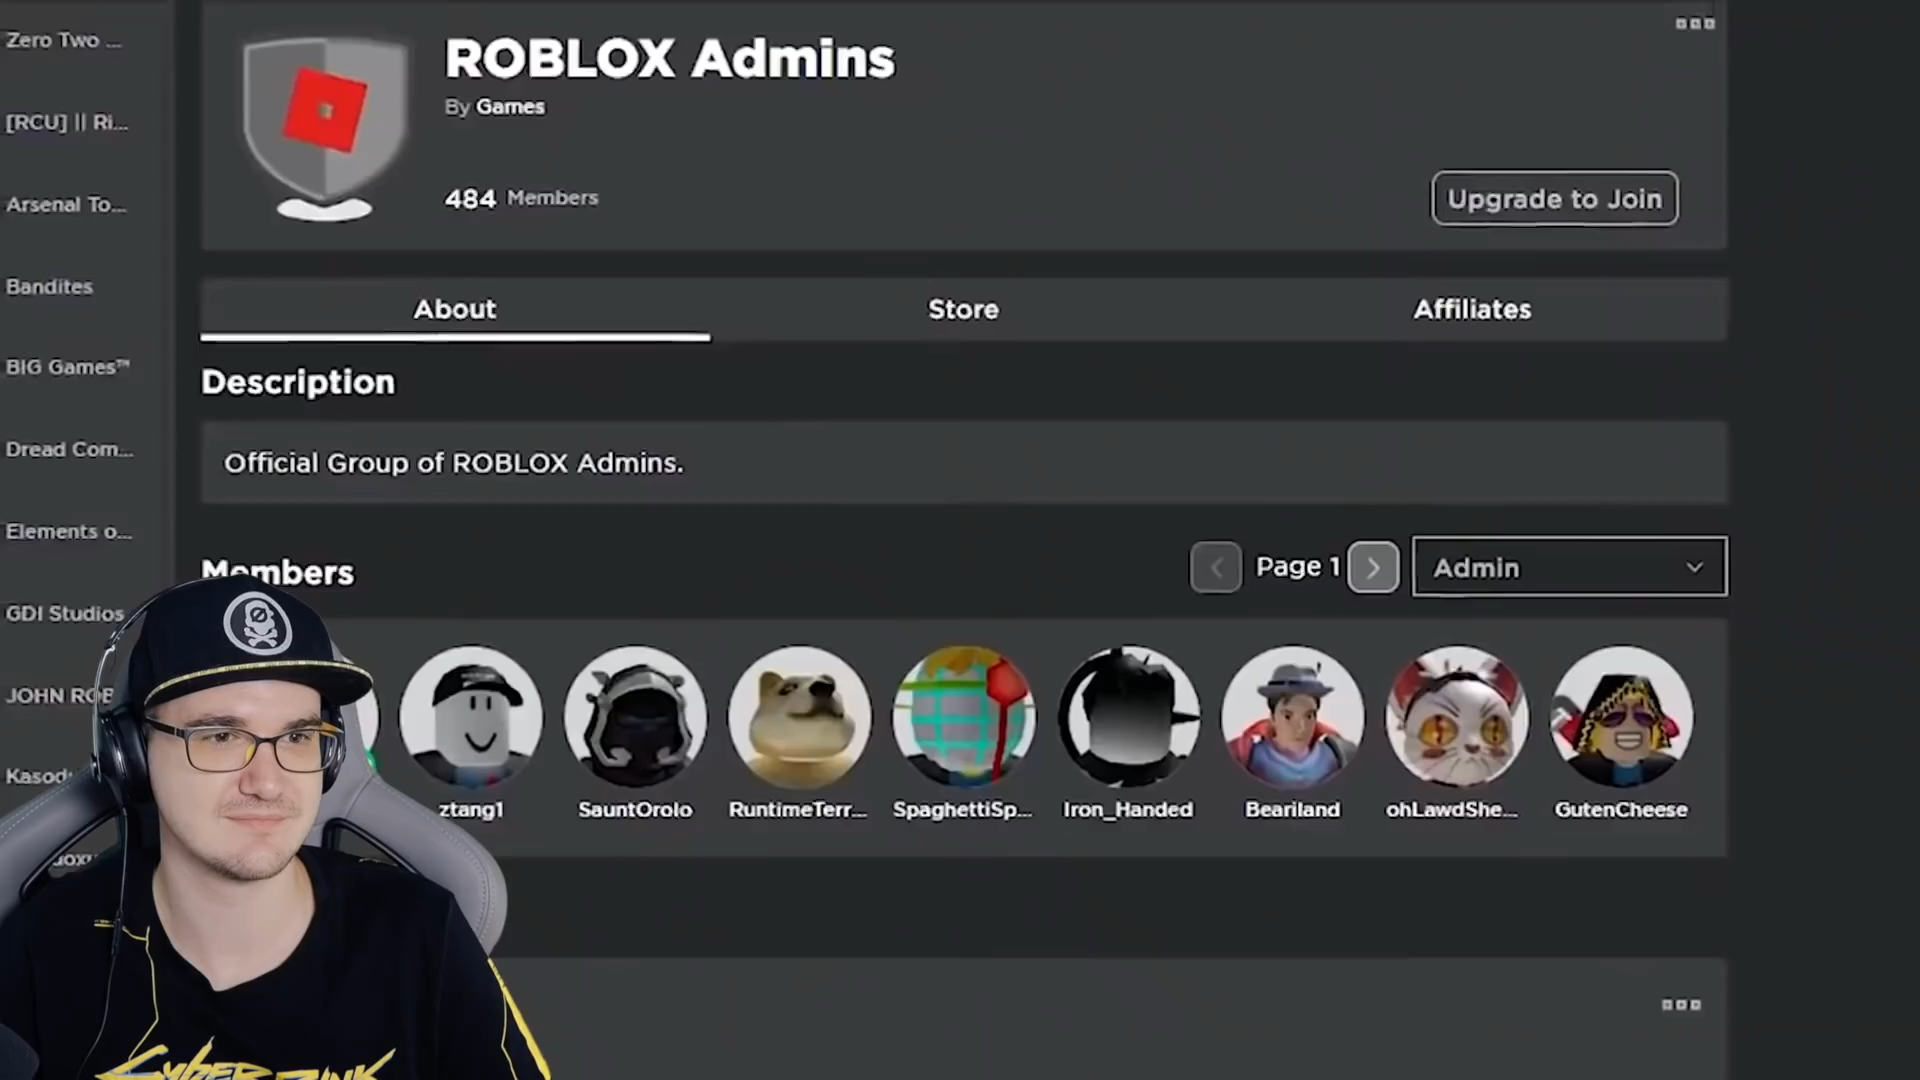 Zero Two ...
[RCU] || Ri...
Arsenal To...
Bandites
BIG Games™
Dread Com...
Elements o...
GDI Studios
JOHN ROB
ROBLOX Admins
By Games
484 Members
Upgrade to Join
About
Store
Affiliates
Description
Official Group of ROBLOX Admins.
Members
Page 1
Admin
ztang1
SauntOrolo
RuntimeTerr...
SpaghettiSp...
Iron_Handed
Beariland
ohLawdShe...
GutenCheese